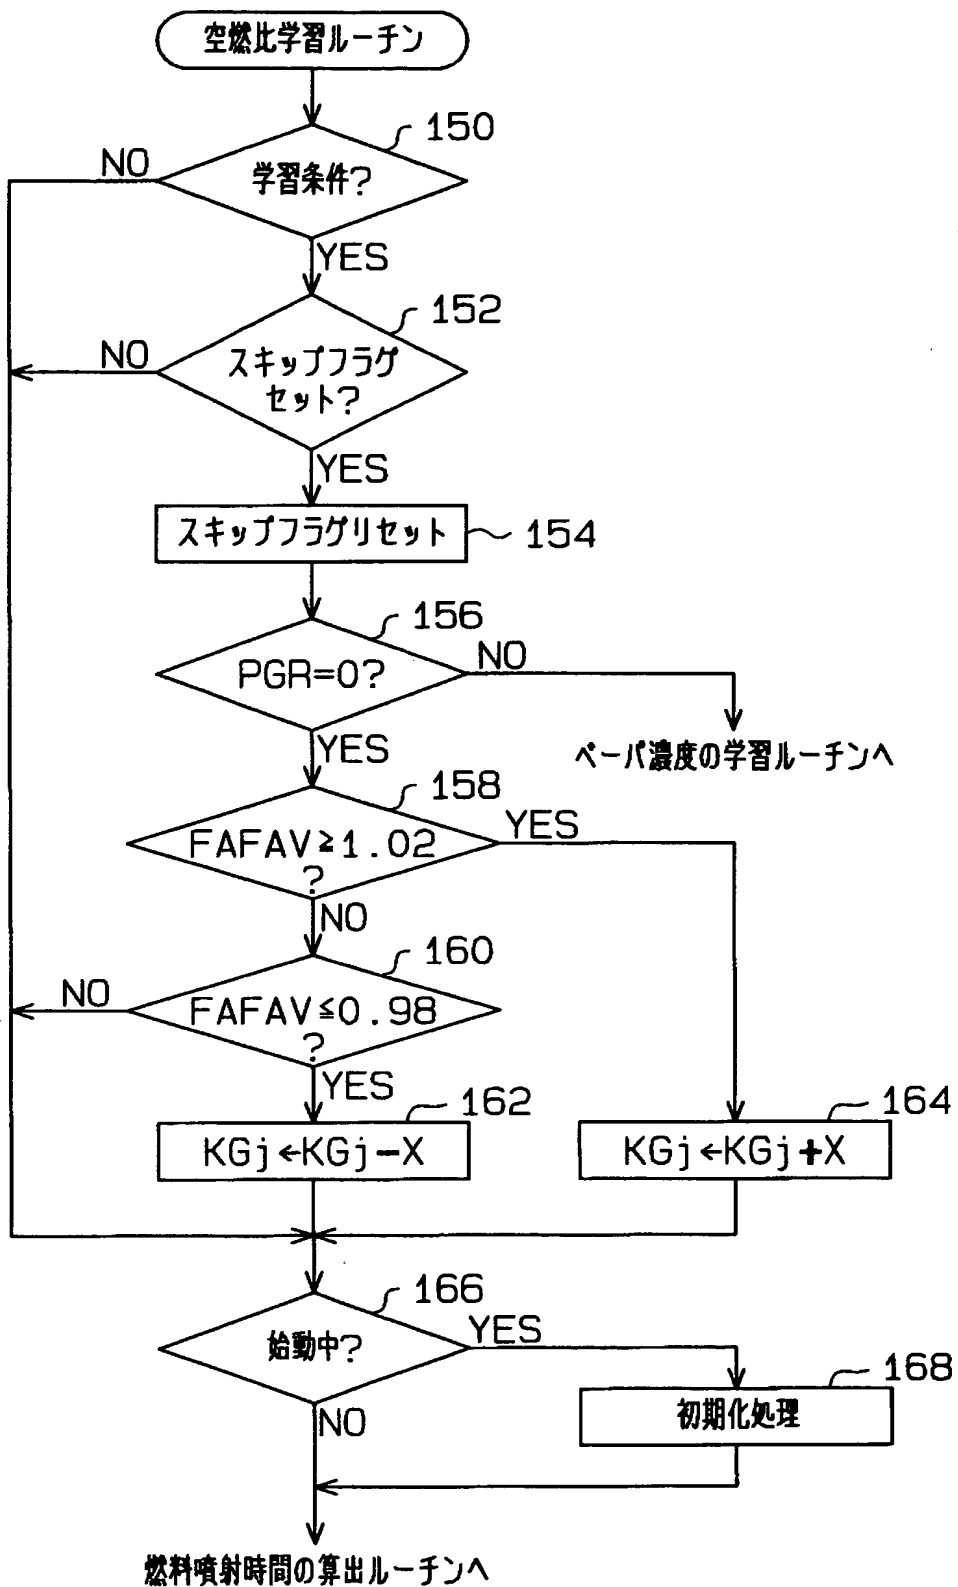 空燃比学習ルーチン
150
NO
学習条件?
YES
152
NO
スキップフラグ
セット?
YES
スキップフラグリセット
154
156
NO
PGR=0?
YES
ベーパ濃度の学習ルーチンへ
158
YES
FAFAV≧1.02
?
NO
160
NO
FAFAV≦0.98
?
YES
162
164
KGj←KGj−X
KGj←KGj+X
166
YES
始動中?
168
NO
初期化処理
燃料噴射時間の算出ルーチンへ